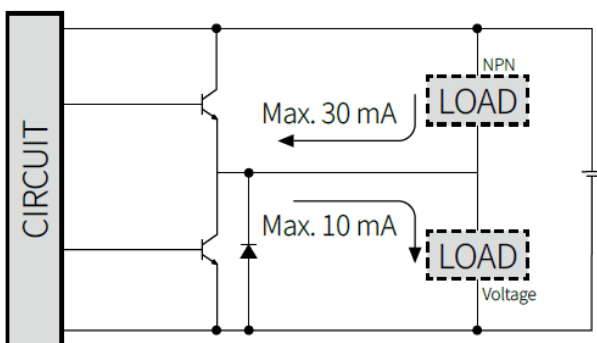 CIRCUIT
NPN
LOAD
Max. 30 mA
Max. 10 mA
LOAD
Voltage